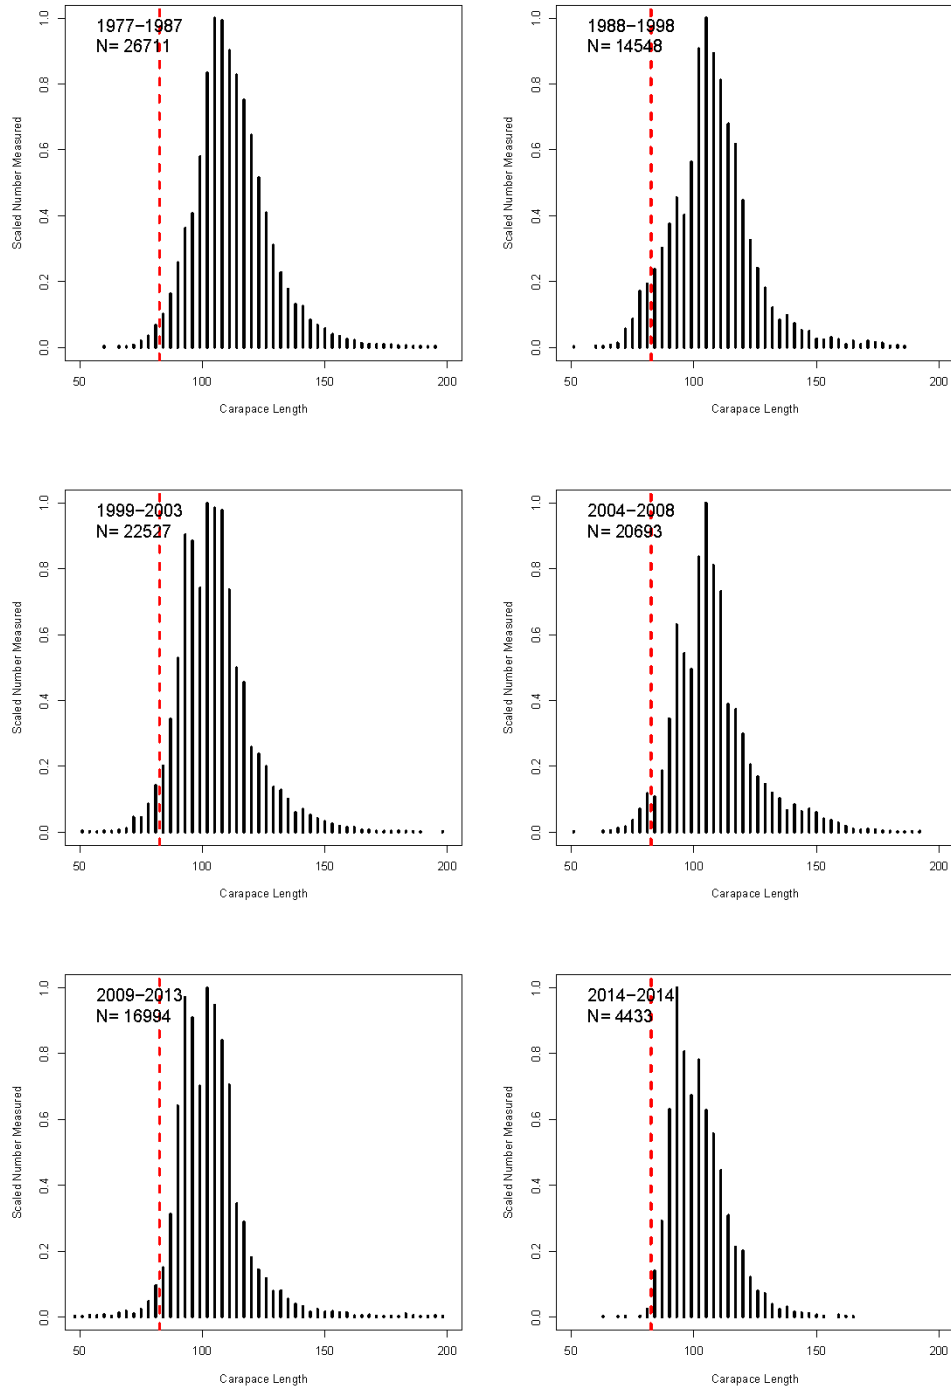 1977−1987
N= 26711
Scaled Number Measured
0.0 0.2 0.4 0.6 0.8 1.0
50 100 150 200
Carapace Length
1988−1998
N= 14548
Scaled Number Measured
0.0 0.2 0.4 0.6 0.8 1.0
50 100 150 200
Carapace Length
1999−2003
N= 22527
Scaled Number Measured
0.0 0.2 0.4 0.6 0.8 1.0
50 100 150 200
Carapace Length
2004−2008
N= 20693
Scaled Number Measured
0.0 0.2 0.4 0.6 0.8 1.0
50 100 150 200
Carapace Length
2009−2013
N= 16994
Scaled Number Measured
0.0 0.2 0.4 0.6 0.8 1.0
50 100 150 200
Carapace Length
2014−2014
N= 4433
Scaled Number Measured
0.0 0.2 0.4 0.6 0.8 1.0
50 100 150 200
Carapace Length